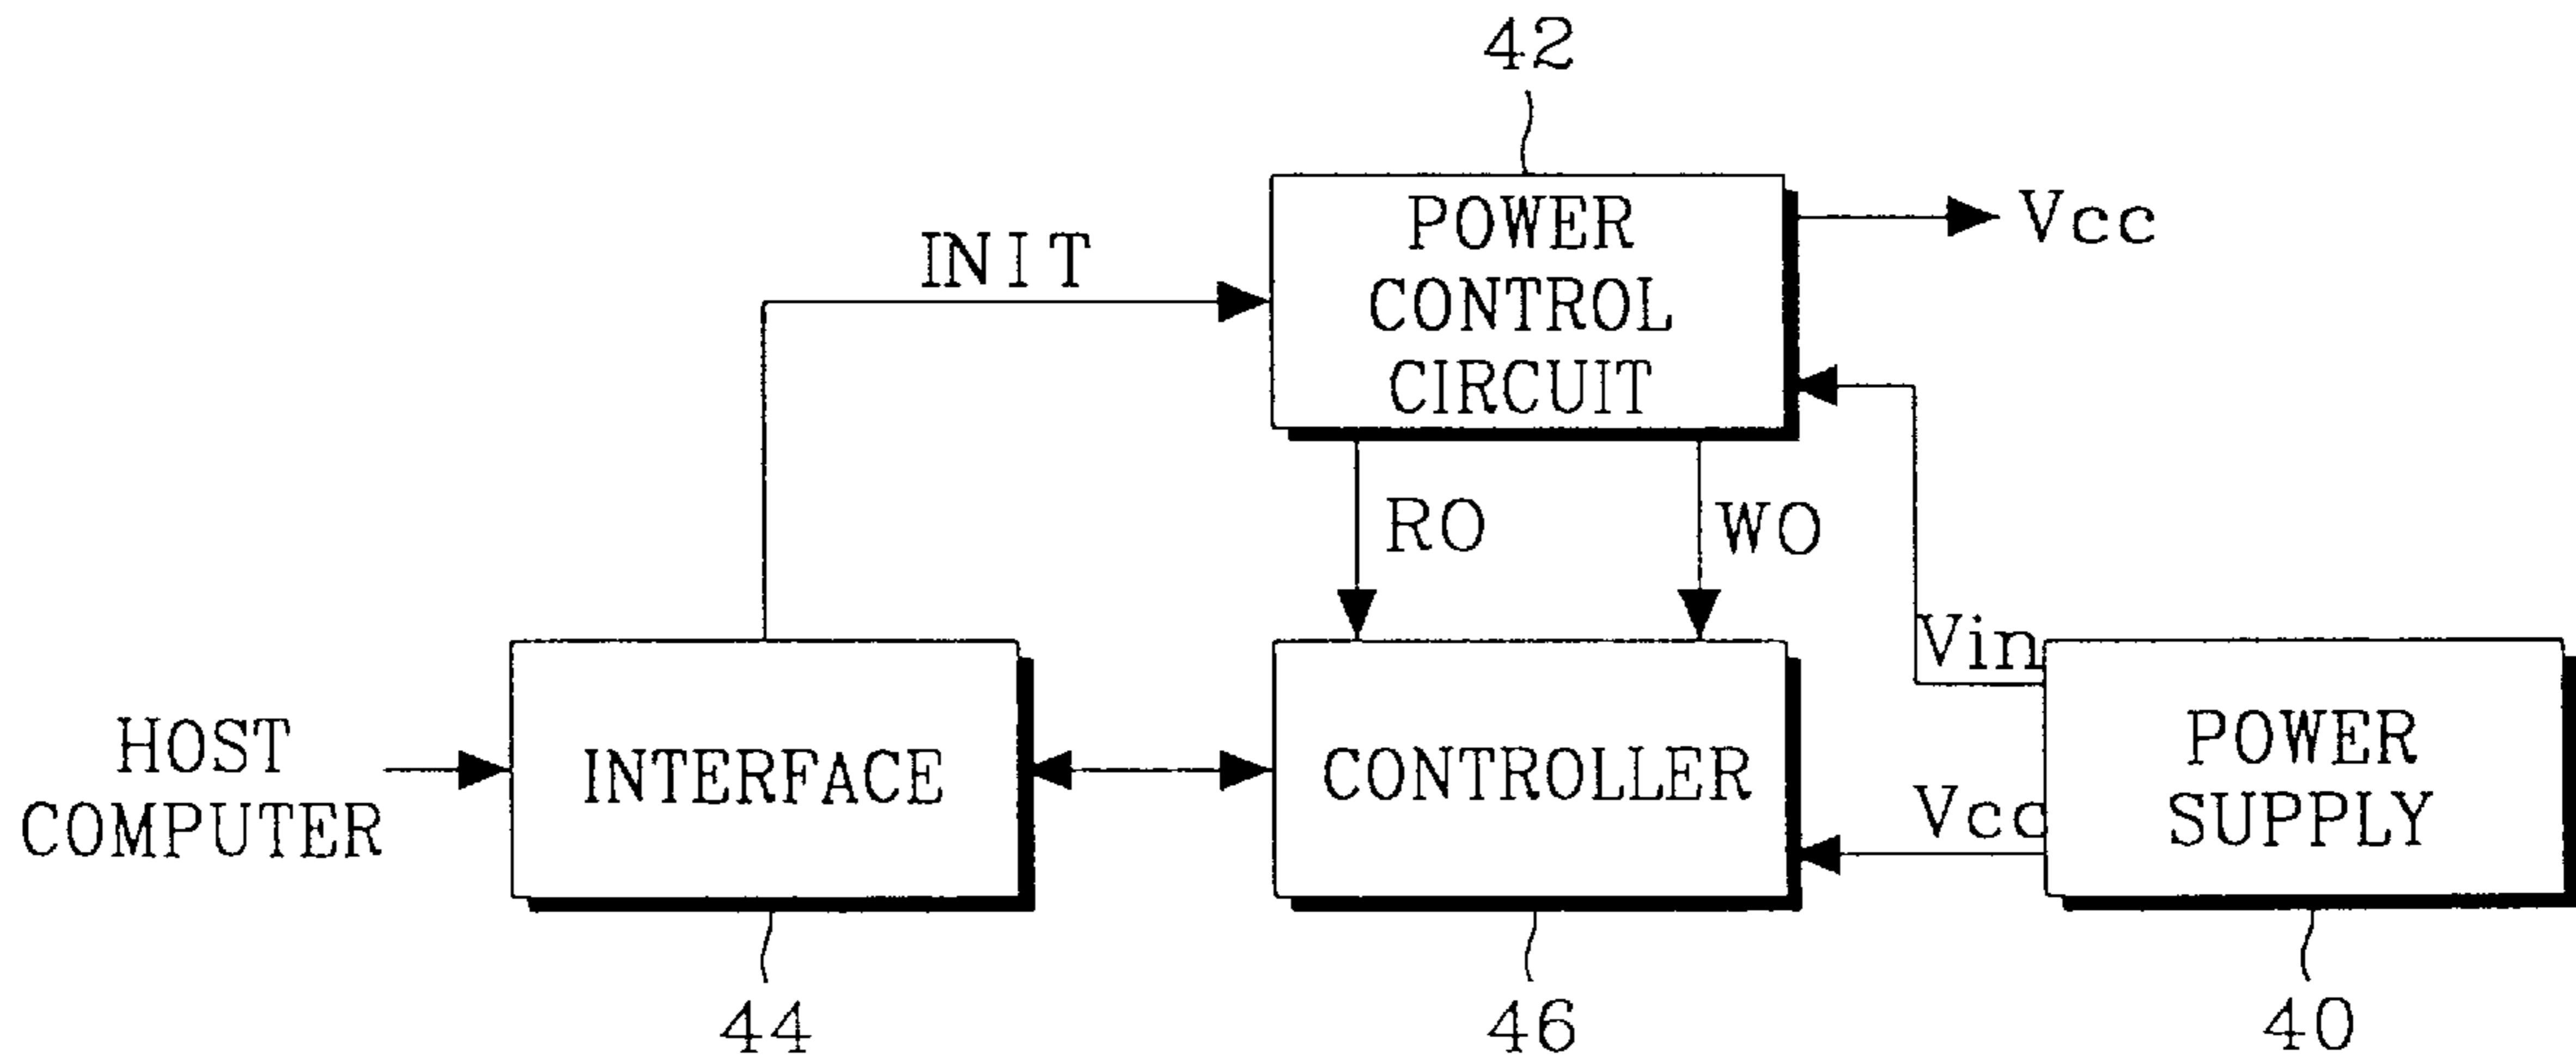 42
POWER
CONTROL
CIRCUIT
Vcc
INIT
RO
WO
Vin
HOST
COMPUTER
INTERFACE
CONTROLLER
Vcc
POWER
SUPPLY
44
46
40